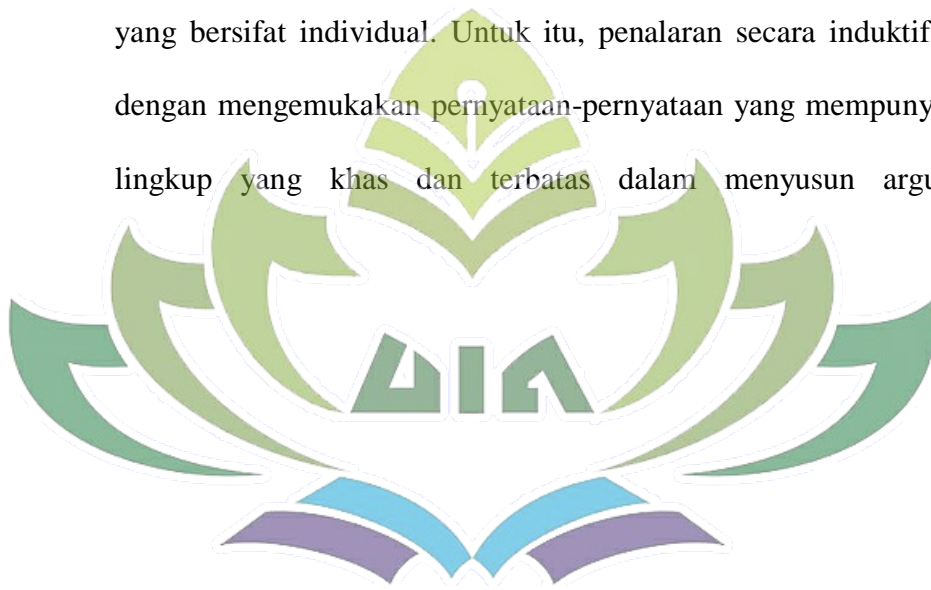 yang bersifat individual. Untuk itu, penalaran secara induktif
dengan mengemukakan pernyataan-pernyataan yang mempuny
lingkup yang khas dan terbatas dalam menyusun argu
UIN